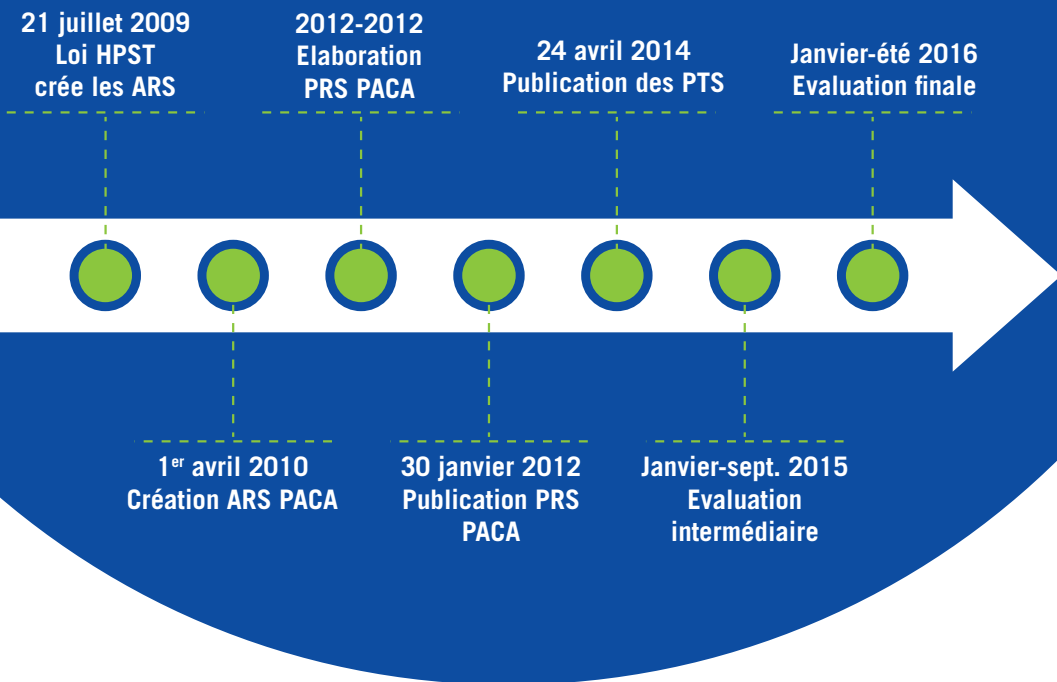 21 juillet 2009
Loi HPST
crée les ARS
2012-2012
Elaboration
PRS PACA
24 avril 2014
Publication des PTS
Janvier-été 2016
Evaluation finale
1er avril 2010
Création ARS PACA
30 janvier 2012
Publication PRS
PACA
Janvier-sept. 2015
Evaluation
intermédiaire